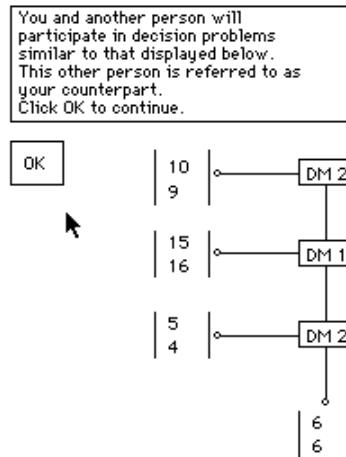 You and another person will
participate in decision problems
similar to that displayed below.
This other person is referred to as
your counterpart.
Click OK to continue.
OK
10
9
DM 2
15
16
DM 1
5
4
DM 2
6
6